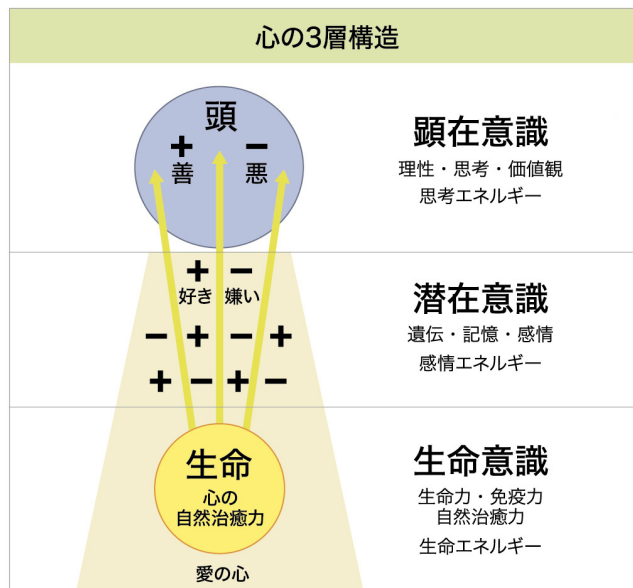 心の3層構造
頭
+ −
善 悪
顕在意識
理性・思考・価値観
思考エネルギー
+ −
好き 嫌い
− + − +
+ − + −
潜在意識
遺伝・記憶・感情
感情エネルギー
生命
心の
自然治癒力
愛の心
生命意識
生命力・免疫力
自然治癒力
生命エネルギー